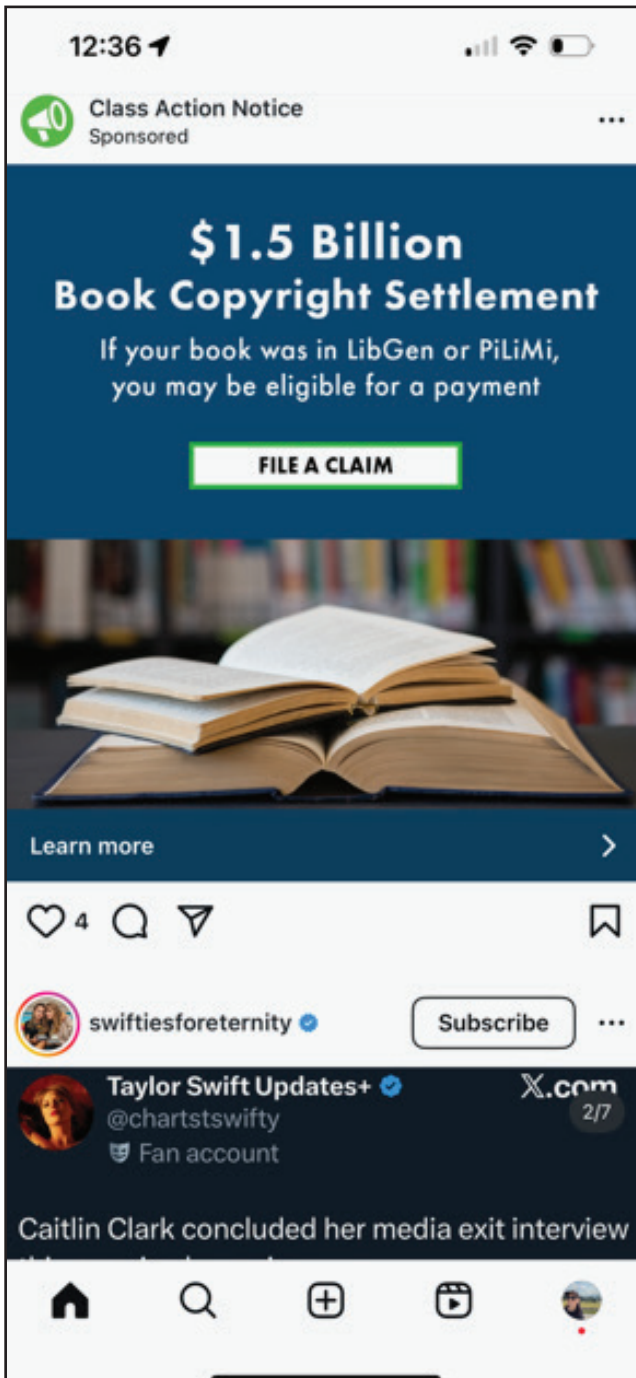 12:36
Class Action Notice
Sponsored
$1.5 Billion
Book Copyright Settlement
If your book was in LibGen or PiLiMi,
you may be eligible for a payment
FILE A CLAIM
Learn more
4
swiftiesforeternity
Subscribe
Taylor Swift Updates+
X.com
@chartstswifty
2/7
Fan account
Caitlin Clark concluded her media exit interview